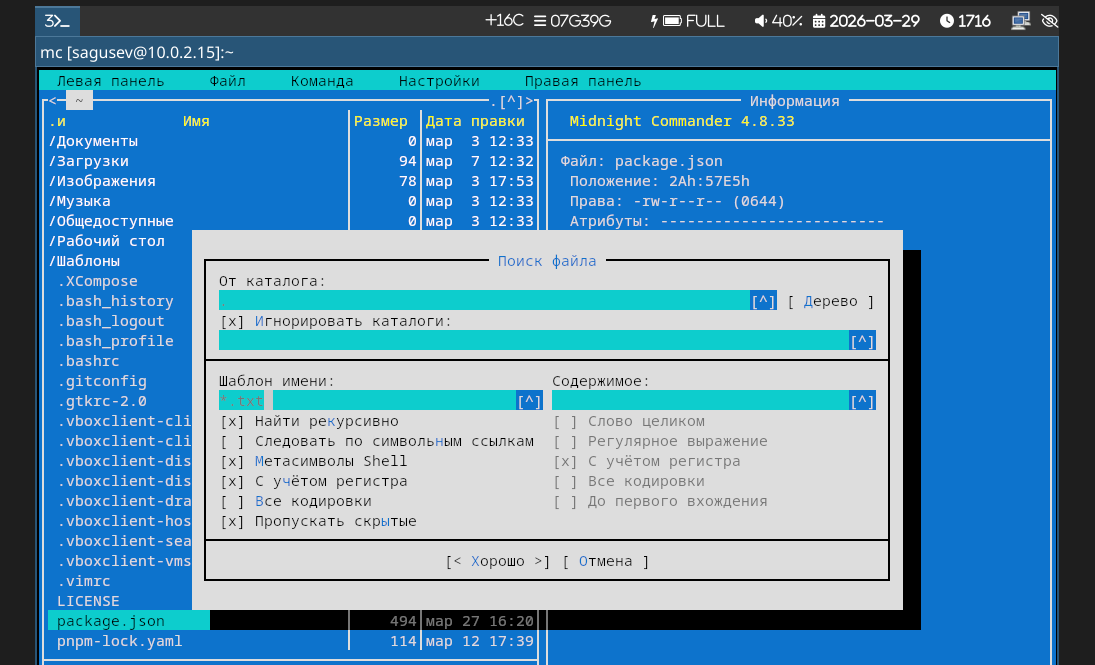 3>_ +16C 07G39G FULL 40% 2026-03-29 1716
mc [sagusev@10.0.2.15]:~
Левая панель Файл Команда Настройки Правая панель
<- ~ .[^]> Информация
.и Имя Размер Дата правки Midnight Commander 4.8.33
/Документы 0 мар 3 12:33
/Загрузки 94 мар 7 12:32 Файл: package.json
/Изображения 78 мар 3 17:53 Положение: 2Ah:57E5h
/Музыка 0 мар 3 12:33 Права: -rw-r--r-- (0644)
/Общедоступные 0 мар 3 12:33 Атрибуты: -------------------------
/Рабочий стол
/Шаблоны Поиск файла
.XCompose От каталога:
.bash_history . [^] [ Дерево ]
.bash_logout [x] Игнорировать каталоги:
.bash_profile [^]
.bashrc
.gitconfig Шаблон имени: Содержимое:
.gtkrc-2.0 *.txt [^] [^]
.vboxclient-cli [x] Найти рекурсивно [ ] Слово целиком
.vboxclient-cli [ ] Следовать по символьным ссылкам [ ] Регулярное выражение
.vboxclient-dis [x] Метасимволы Shell [x] С учётом регистра
.vboxclient-dis [x] С учётом регистра [ ] Все кодировки
.vboxclient-dra [ ] Все кодировки [ ] До первого вхождения
.vboxclient-hos [x] Пропускать скрытые
.vboxclient-sea
.vboxclient-vms [< Хорошо >] [ Отмена ]
.vimrc
LICENSE
package.json 494 мар 27 16:20
pnpm-lock.yaml 114 мар 12 17:39